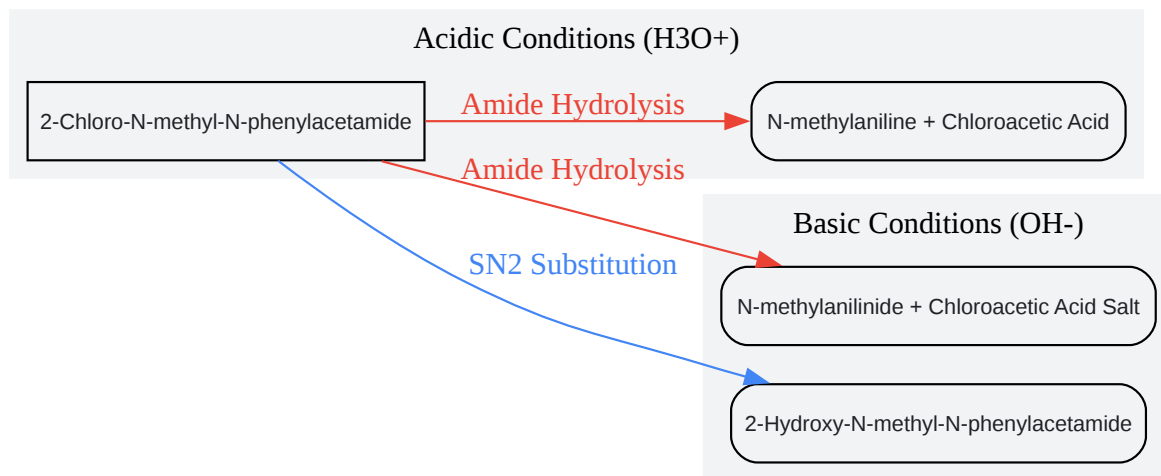 Acidic Conditions (H3O+)
2-Chloro-N-methyl-N-phenylacetamide
Amide Hydrolysis
N-methylaniline + Chloroacetic Acid
Amide Hydrolysis
Basic Conditions (OH-)
SN2 Substitution
N-methylanilinide + Chloroacetic Acid Salt
2-Hydroxy-N-methyl-N-phenylacetamide